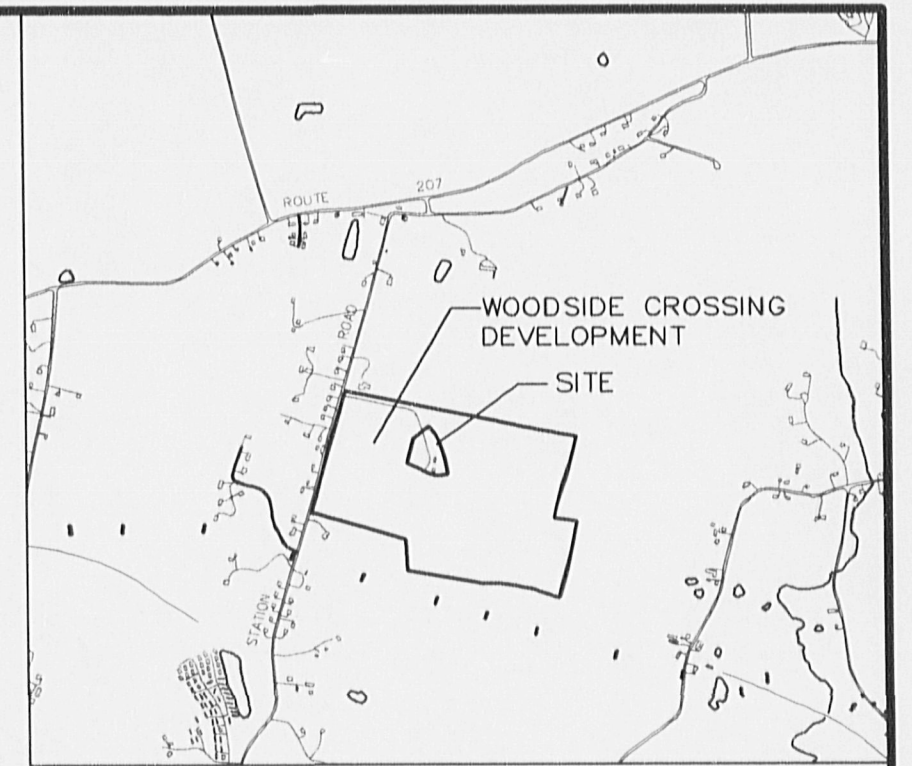 ROUTE 207
WOODSIDE CROSSING
DEVELOPMENT
ROAD
SITE
STATION